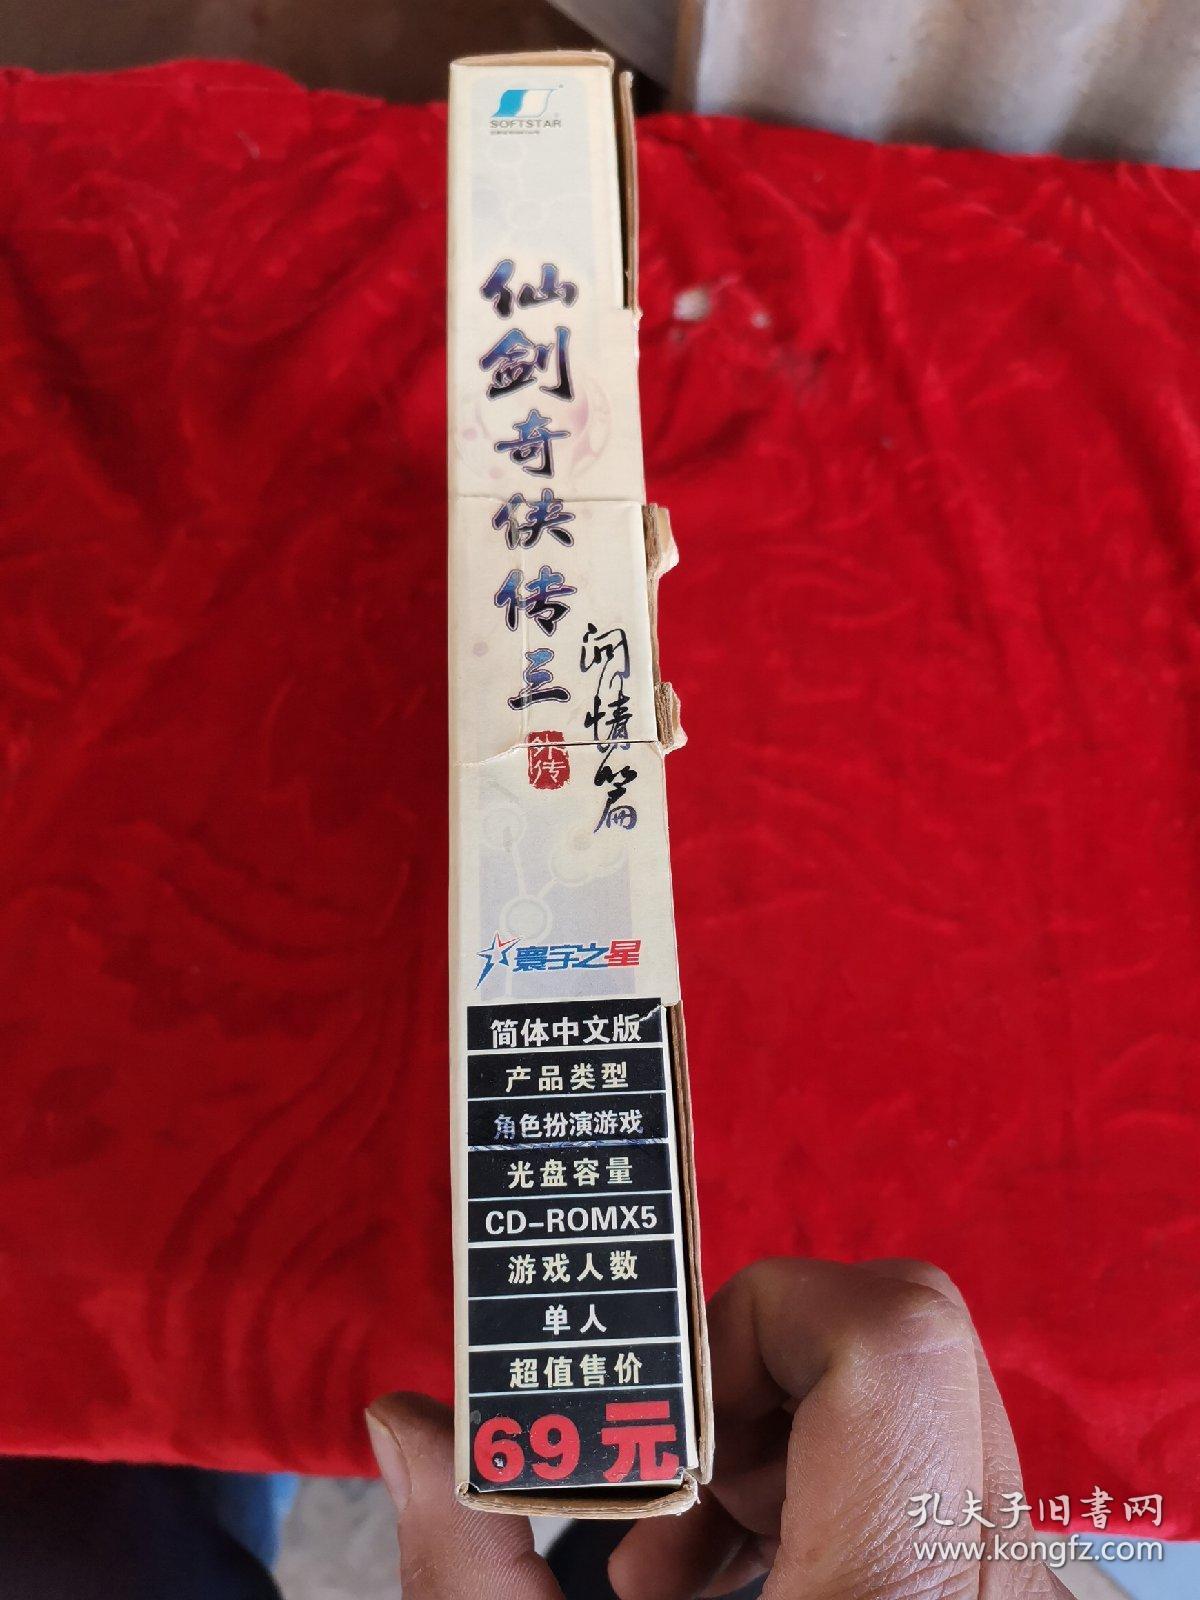 SOFTSTAR
仙剑奇侠传三
外传
问情篇
寰宇之星
简体中文版
产品类型
角色扮演游戏
光盘容量
CD-ROMX5
游戏人数
单人
超值售价
69元
孔夫子旧书网
www.kongfz.com